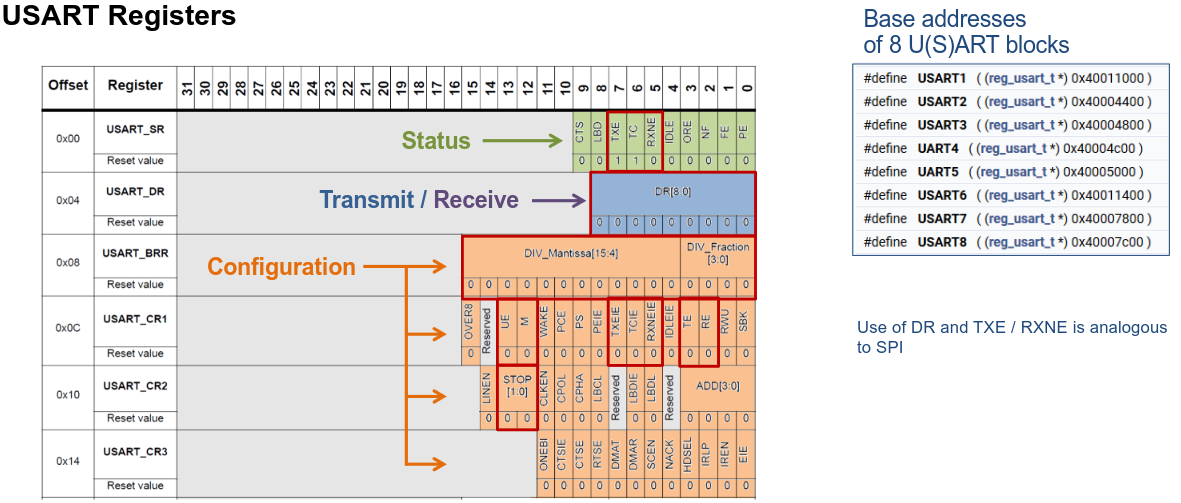 USART Registers
Base addresses
of 8 U(S)ART blocks
#define USART1 ( (reg_usart_t *) 0x40011000 )
#define USART2 ( (reg_usart_t *) 0x40004400 )
#define USART3 ( (reg_usart_t *) 0x40004800 )
#define UART4 ( (reg_usart_t *) 0x40004c00 )
#define UART5 ( (reg_usart_t *) 0x40005000 )
#define USART6 ( (reg_usart_t *) 0x40011400 )
#define USART7 ( (reg_usart_t *) 0x40007800 )
#define USART8 ( (reg_usart_t *) 0x40007c00 )
Use of DR and TXE / RXNE is analogous
to SPI
Offset Register 31 30 29 28 27 26 25 24 23 22 21 20 19 18 17 16 15 14 13 12 11 10 9 8 7 6 5 4 3 2 1 0
0x00 USART_SR Status CTS LBD TXE TC RXNE IDLE ORE NF FE PE
Reset value 0 0 1 1 0 0 0 0 0 0
0x04 USART_DR Transmit / Receive DR[8:0]
Reset value 0 0 0 0 0 0 0 0 0
0x08 USART_BRR Configuration DIV_Mantissa[15:4] DIV_Fraction
[3:0]
Reset value 0 0 0 0 0 0 0 0 0 0 0 0 0 0 0 0
0x0C USART_CR1 OVER8 Reserved UE M WAKE PCE PS PEIE TXEIE TCIE RXNEIE IDLEIE TE RE RWU SBK
Reset value 0 0 0 0 0 0 0 0 0 0 0 0 0 0 0
0x10 USART_CR2 LINEN STOP
[1:0] CLKEN CPOL CPHA LBCL Reserved LBDIE LBDL Reserved ADD[3:0]
Reset value 0 0 0 0 0 0 0 0 0 0 0 0 0
0x14 USART_CR3 ONEBI CTSIE CTSE RTSE DMAT DMAR SCEN NACK HDSEL IRLP IREN EIE
Reset value 0 0 0 0 0 0 0 0 0 0 0 0